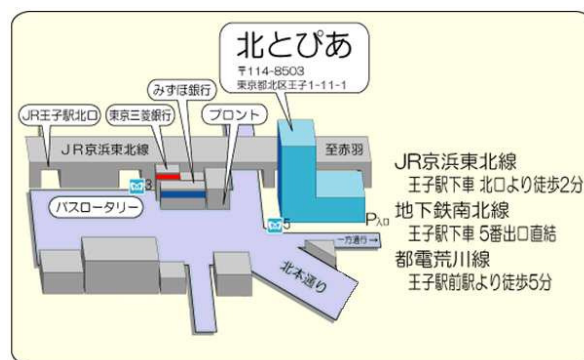 北とぴあ
〒114-8503
東京都北区王子1-11-1
みずほ銀行
JR王子駅北口
東京三菱銀行
プロント
JR京浜東北線
至赤羽
3
バスロータリー
5
P入口
一方通行→
北本通り
JR京浜東北線
王子駅下車 北口より徒歩2分
地下鉄南北線
王子駅下車 5番出口直結
都電荒川線
王子駅前駅より徒歩5分